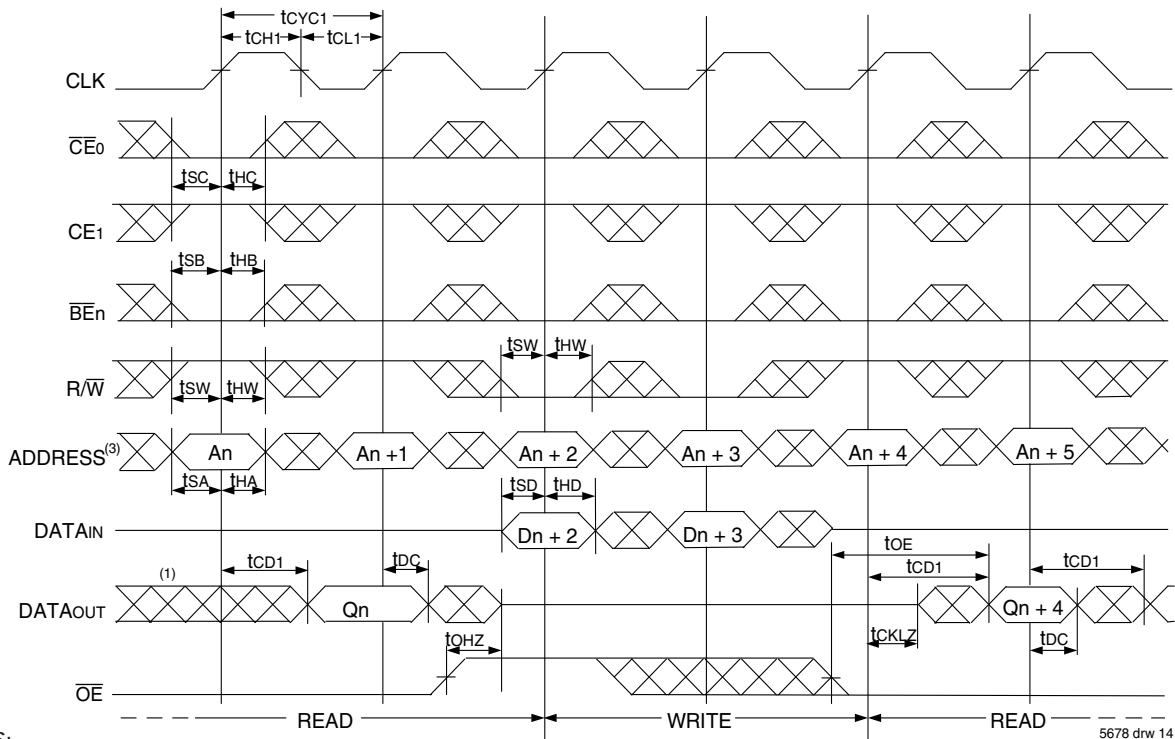 tCYC1
tCH1 tCL1
CLK
CE0
tSC tHC
CE1
tSB tHB
BEn
tSW tHW
R/W
tSW tHW
ADDRESS(3) An An +1 An + 2 An + 3 An + 4 An + 5
tSA tHA tSD tHD
DATAIN Dn + 2 Dn + 3
tOE
tCD1 tDC tCD1 tCD1
(1)
DATAOUT Qn Qn + 4
tOHZ tCKLZ tDC
OE
READ WRITE READ
5678 drw 14